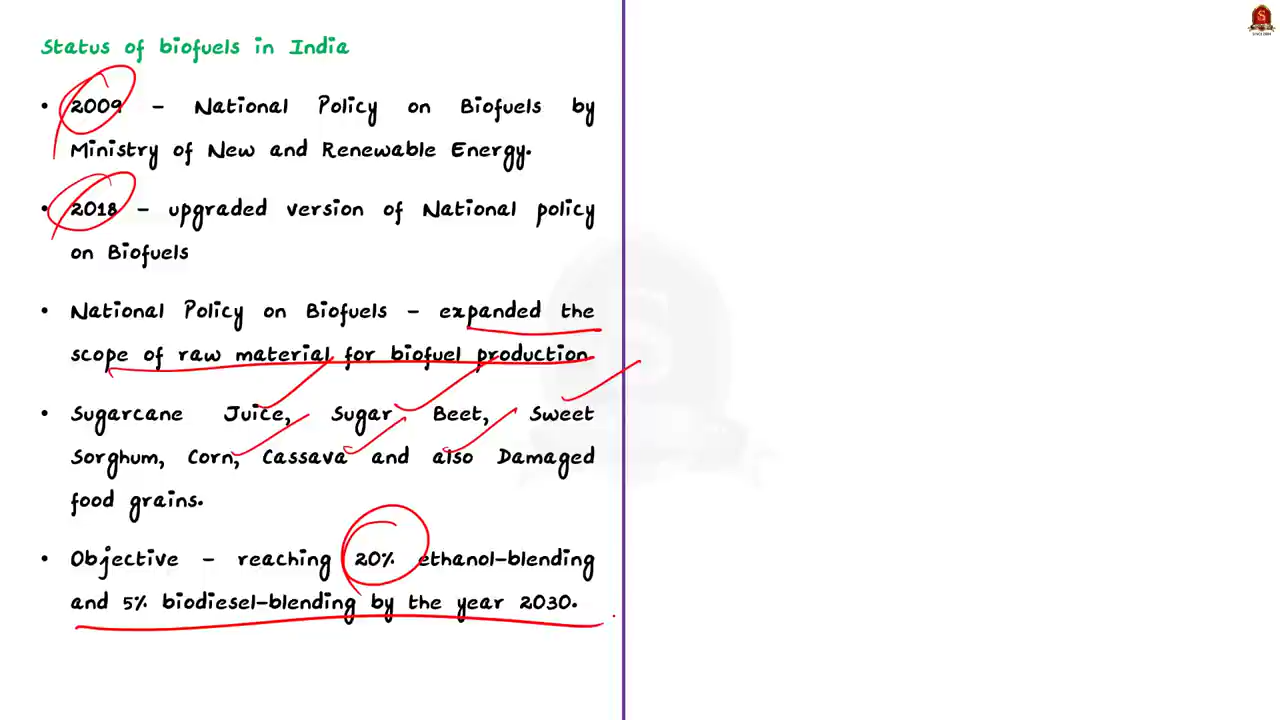 Status of biofuels in India
• 2009 - National Policy on Biofuels by
Ministry of New and Renewable Energy.
• 2018 - upgraded version of National policy
on Biofuels
• National Policy on Biofuels - expanded the
scope of raw material for biofuel production
• Sugarcane Juice, Sugar Beet, Sweet
Sorghum, Corn, Cassava and also Damaged
food grains.
• Objective - reaching 20% ethanol-blending
and 5% biodiesel-blending by the year 2030.